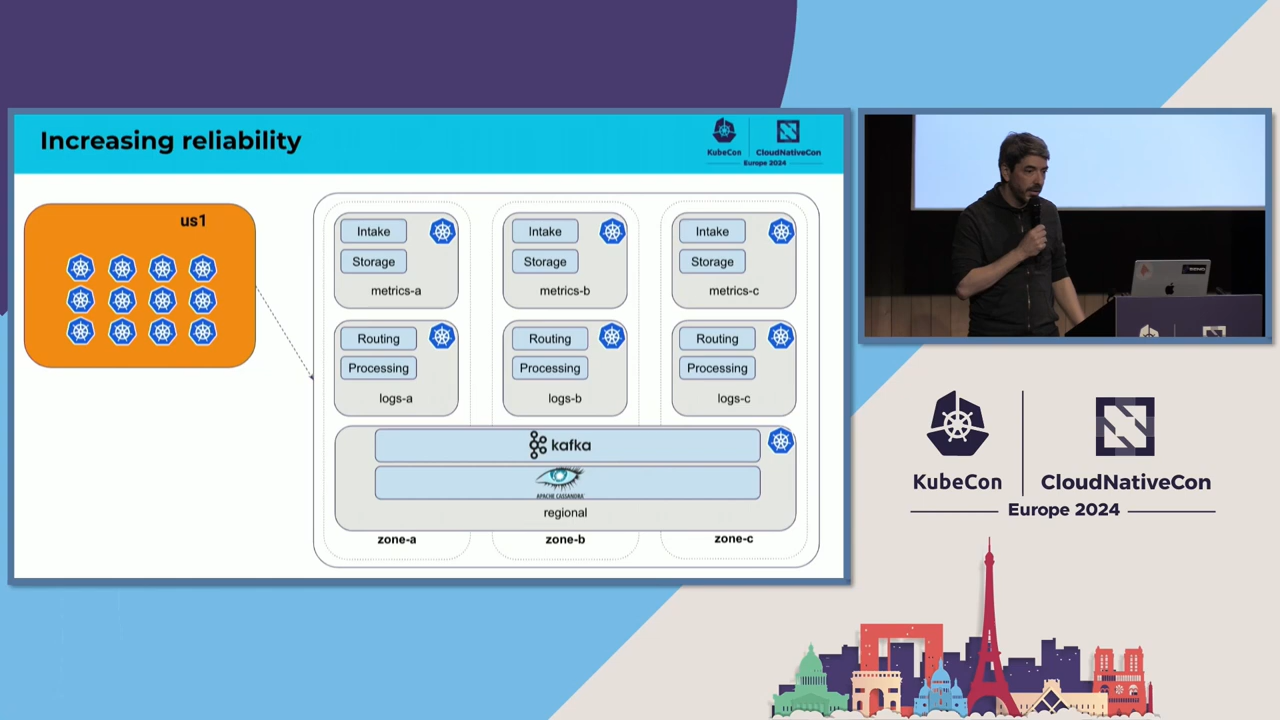 Increasing reliability
KubeCon
CloudNativeCon
Europe 2024
us1
Intake
Storage
metrics-a
Intake
Storage
metrics-b
Intake
Storage
metrics-c
Routing
Processing
logs-a
Routing
Processing
logs-b
Routing
Processing
logs-c
kafka
APACHE CASSANDRA
regional
zone-a
zone-b
zone-c
KubeCon
CloudNativeCon
Europe 2024